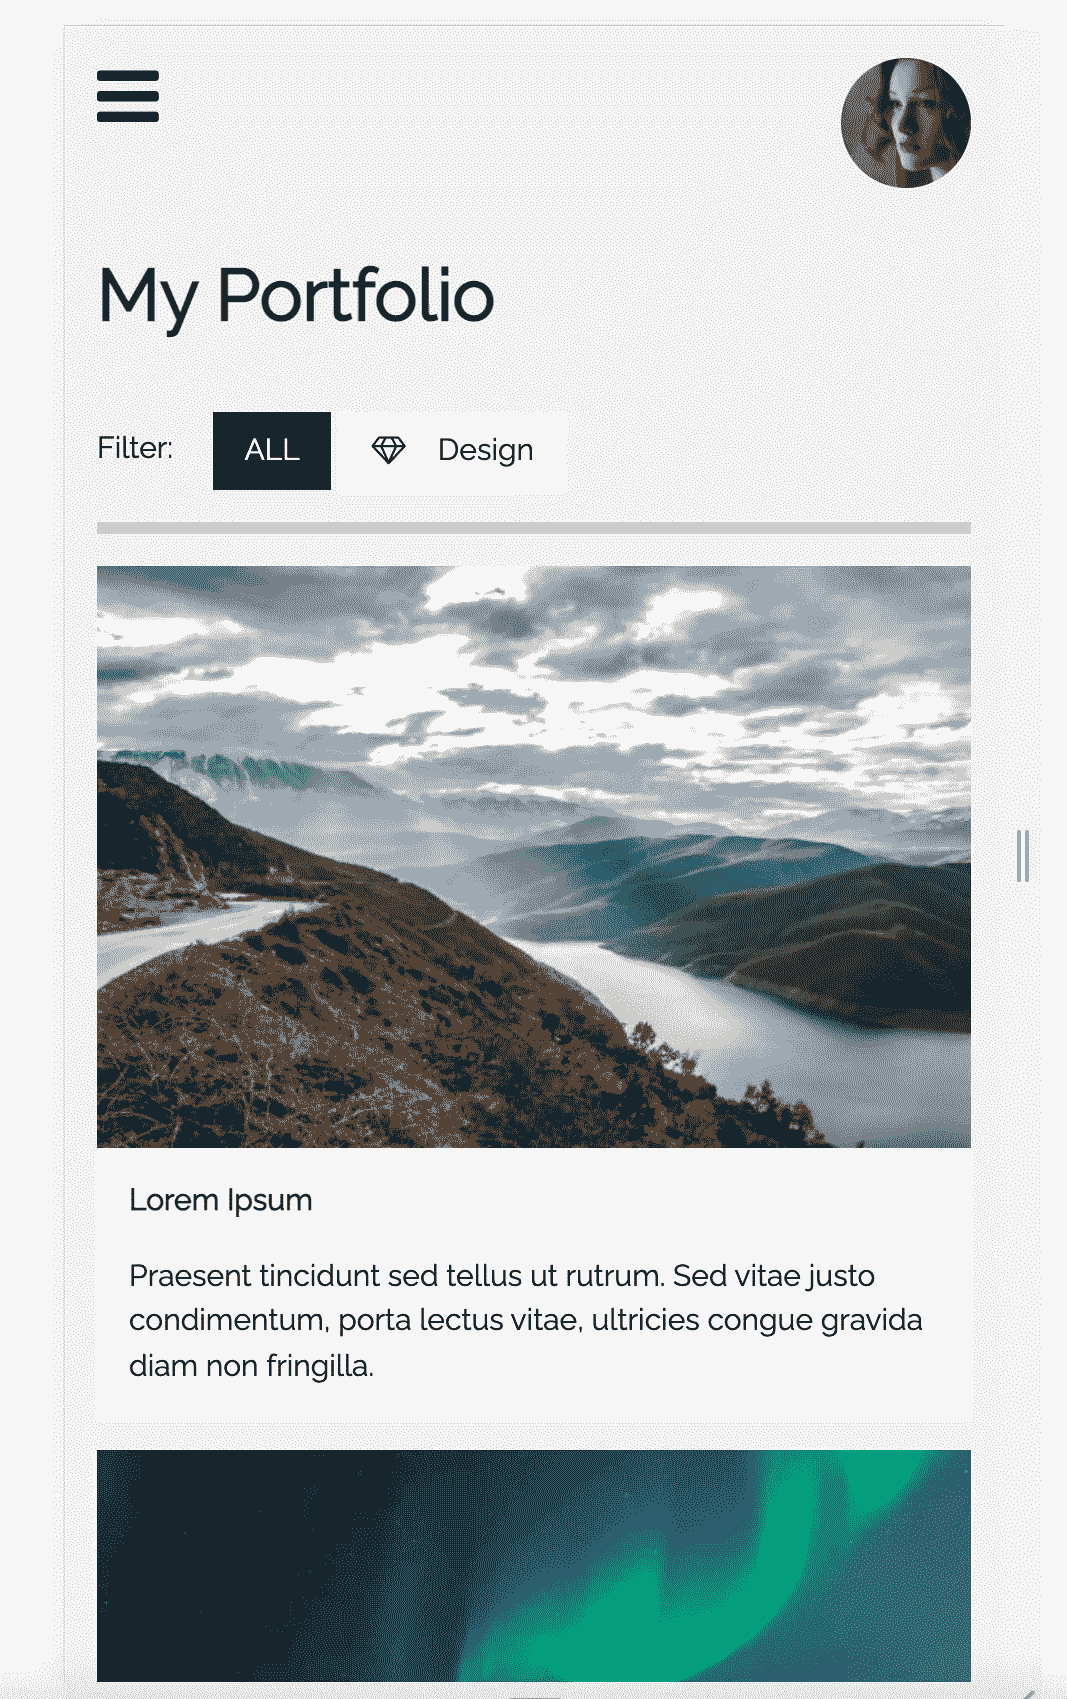 My Portfolio
Filter: ALL Design
Lorem Ipsum
Praesent tincidunt sed tellus ut rutrum. Sed vitae justo
condimentum, porta lectus vitae, ultricies congue gravida
diam non fringilla.